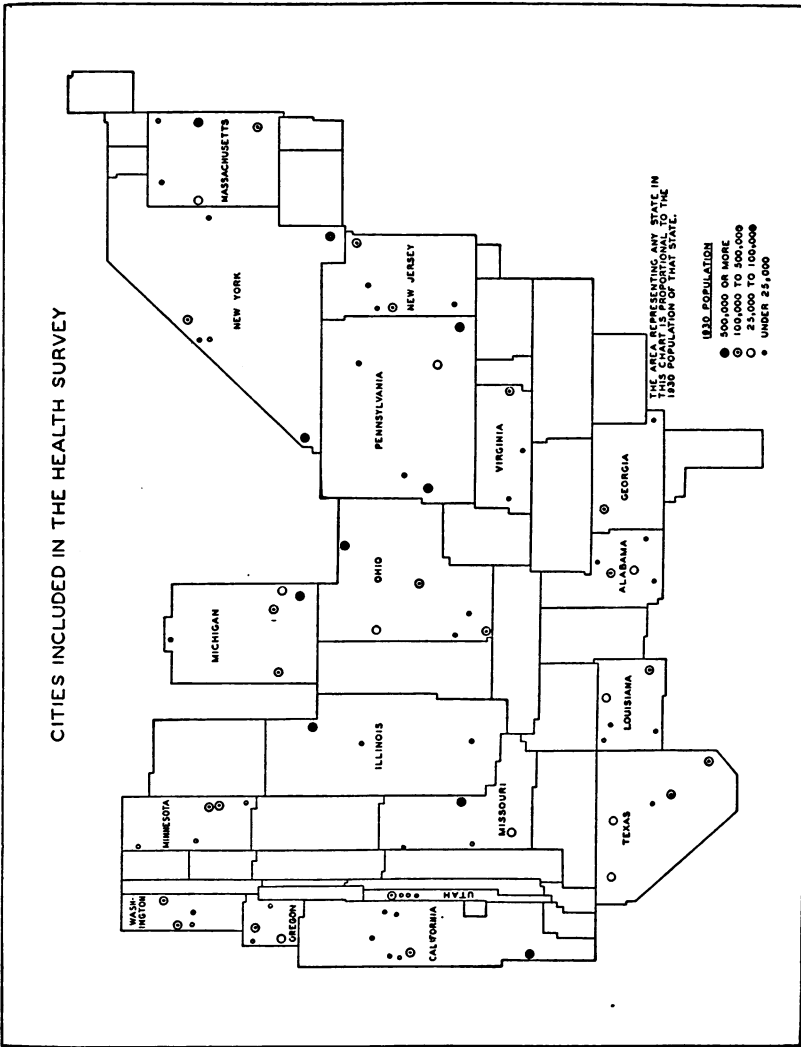 CITIES INCLUDED IN THE HEALTH SURVEY
WASH-
INGTON
OREGON
CALIFORNIA
UTAH
MINNESOTA
MISSOURI
ILLINOIS
MICHIGAN
OHIO
NEW YORK
MASSACHUSETTS
PENNSYLVANIA
NEW JERSEY
VIRGINIA
TEXAS
LOUISIANA
ALABAMA
GEORGIA
THE AREA REPRESENTING ANY STATE IN
THIS CHART IS PROPORTIONAL TO THE
1930 POPULATION OF THAT STATE.
1930 POPULATION
500,000 OR MORE
100,000 TO 500,000
25,000 TO 100,000
UNDER 25,000